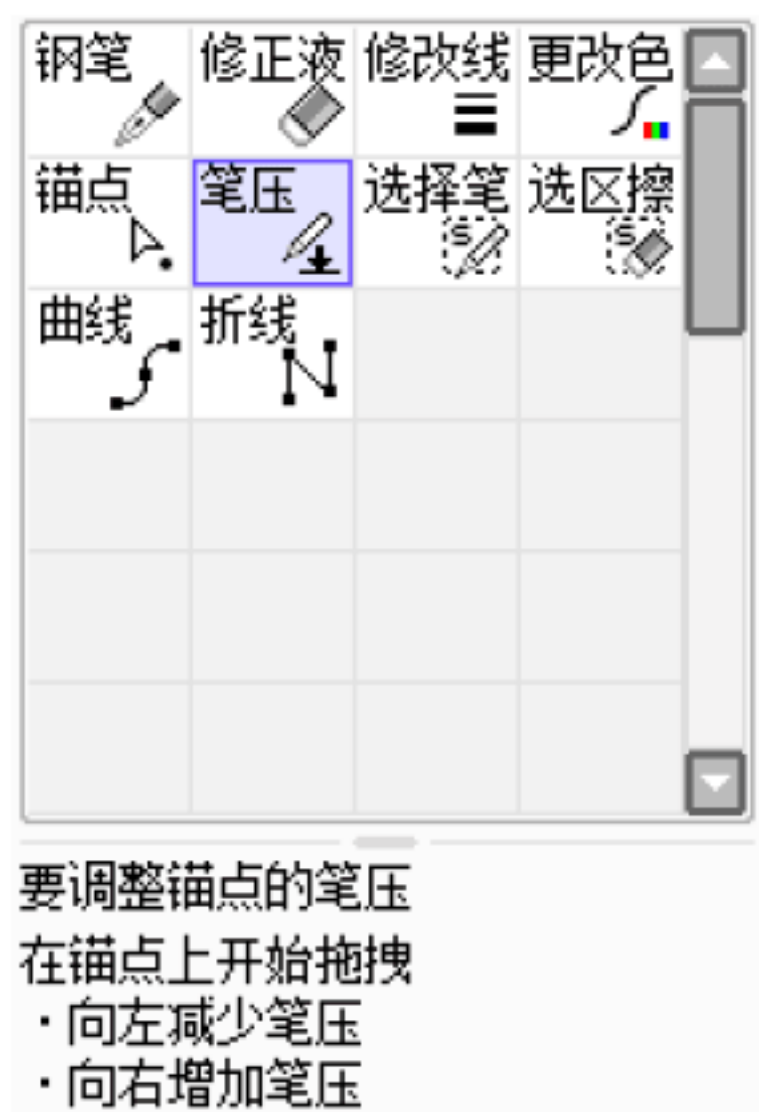 钢笔 修正液 修改线 更改色
锚点 笔压 选择笔 选区擦
曲线 折线
要调整锚点的笔压
在锚点上开始拖拽
・向左减少笔压
・向右增加笔压